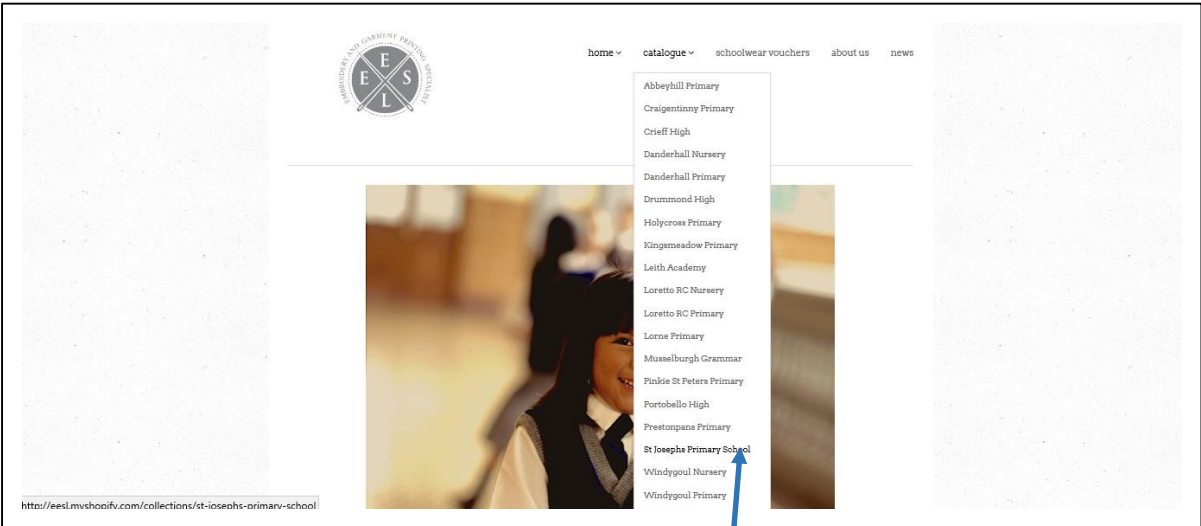 EMBROIDERY AND GARMENT PRINTING SPECIALIST
E
E S
L
home catalogue schoolwear vouchers about us news
Abbeyhill Primary
Craigentinny Primary
Crieff High
Danderhall Nursery
Danderhall Primary
Drummond High
Holycross Primary
Kingsmeadow Primary
Leith Academy
Loretto RC Nursery
Loretto RC Primary
Lorne Primary
Musselburgh Grammar
Pinkie St Peters Primary
Portobello High
Prestonpans Primary
St Josephs Primary School
Windygoul Nursery
Windygoul Primary
http://eesl.myshopify.com/collections/st-josephs-primary-school